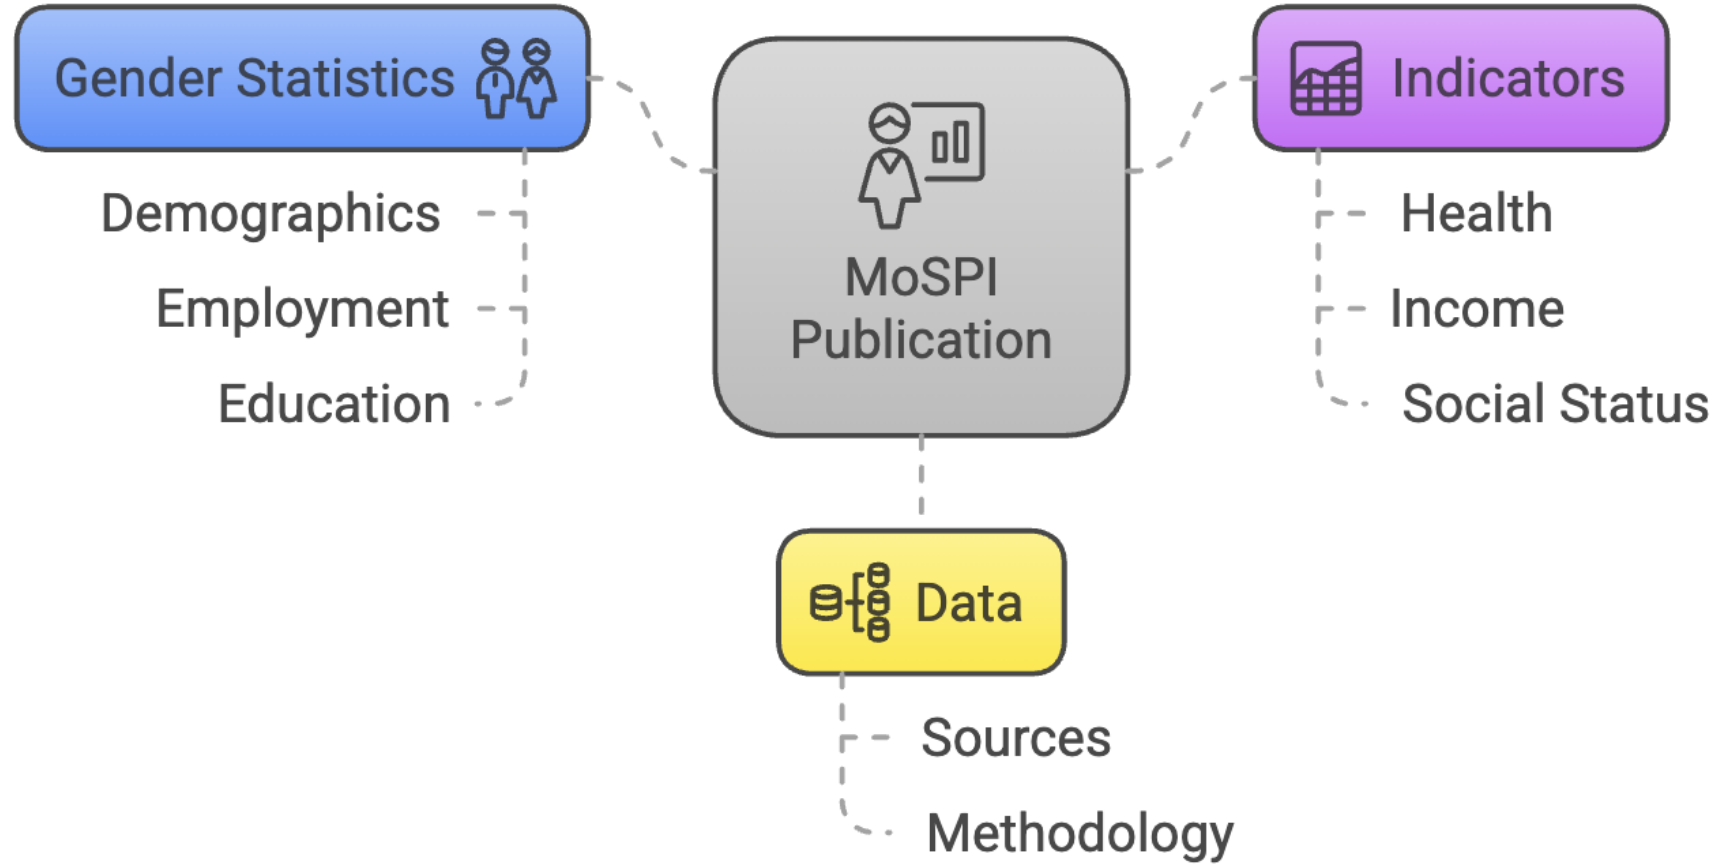 Gender Statistics
Demographics
Employment
Education
MoSPI
Publication
Indicators
Health
Income
Social Status
Data
Sources
Methodology